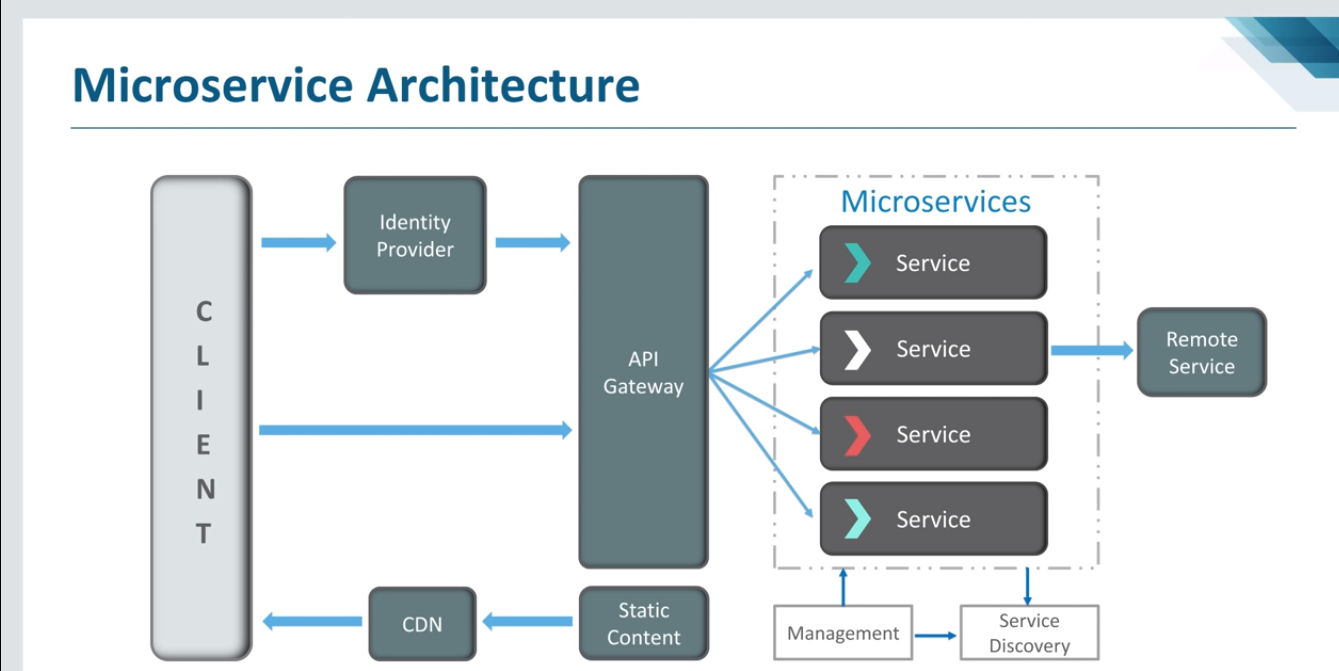 Microservice Architecture
C
L
I
E
N
T
Identity
Provider
API
Gateway
Microservices
Service
Service
Service
Service
Remote
Service
CDN
Static
Content
Management
Service
Discovery